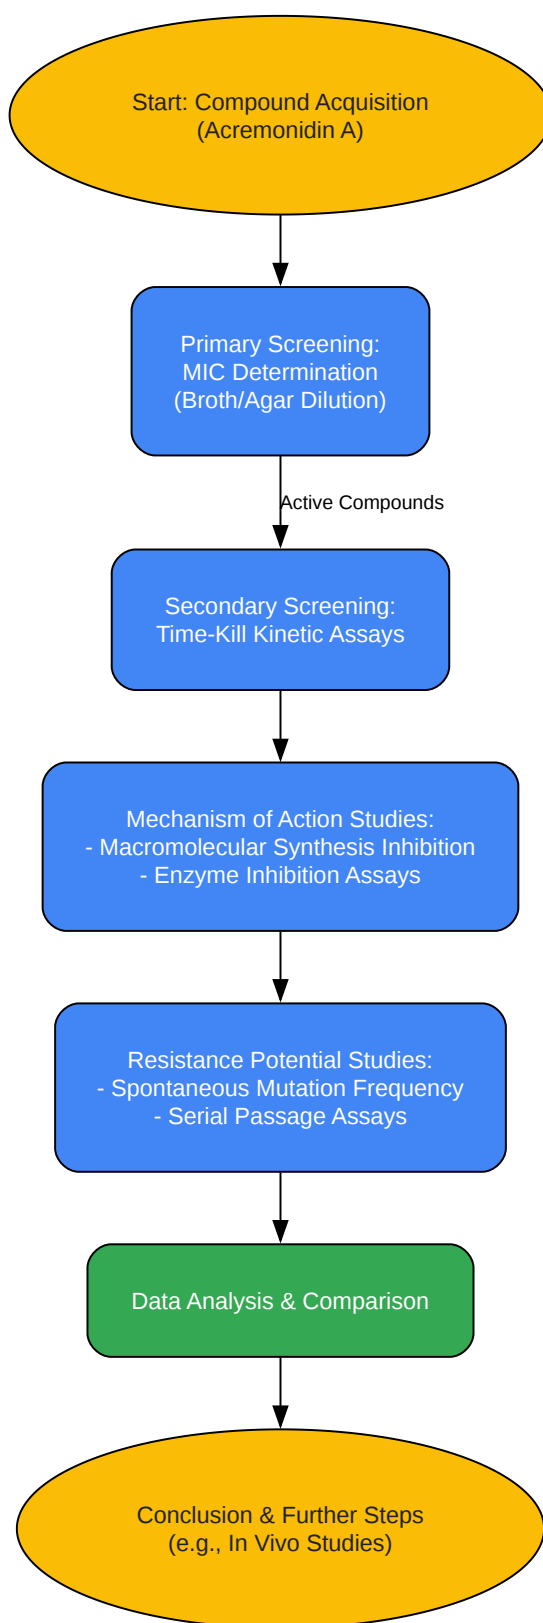 Start: Compound Acquisition
(Acremonidin A)
Primary Screening:
MIC Determination
(Broth/Agar Dilution)
Active Compounds
Secondary Screening:
Time-Kill Kinetic Assays
Mechanism of Action Studies:
- Macromolecular Synthesis Inhibition
- Enzyme Inhibition Assays
Resistance Potential Studies:
- Spontaneous Mutation Frequency
- Serial Passage Assays
Data Analysis & Comparison
Conclusion & Further Steps
(e.g., In Vivo Studies)